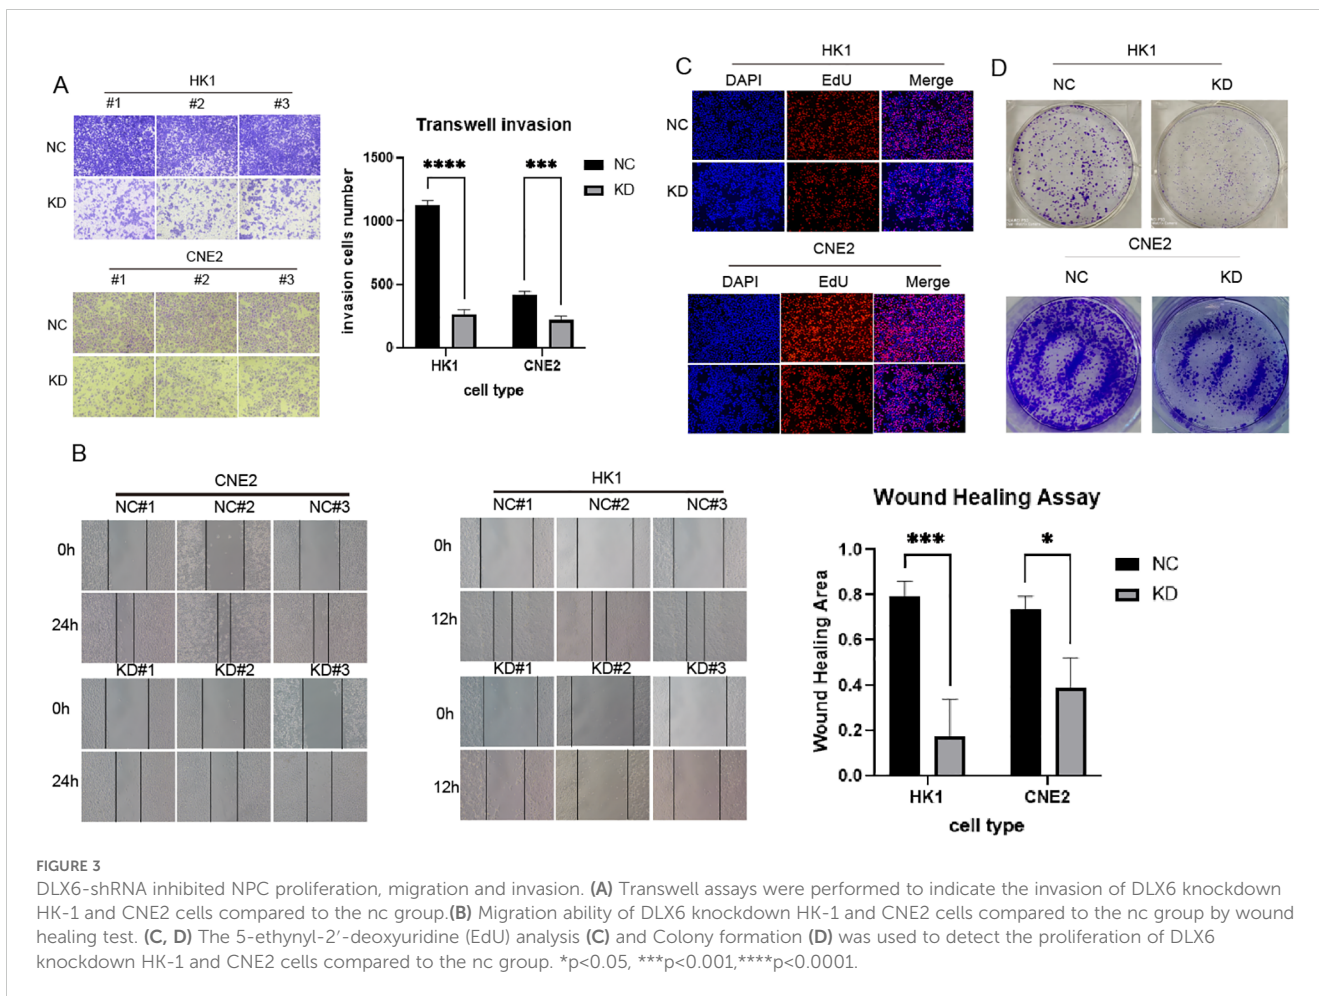 A
HK1
#1 #2 #3
NC
KD
CNE2
#1 #2 #3
NC
KD
Transwell invasion
1500
1000
500
0
invasion cells number
**** ***
NC
KD
HK1 CNE2
cell type
C
HK1
DAPI EdU Merge
NC
KD
CNE2
DAPI EdU Merge
D
HK1
NC KD
CNE2
NC KD
B
CNE2
NC#1 NC#2 NC#3
0h
24h
KD#1 KD#2 KD#3
0h
24h
HK1
NC#1 NC#2 NC#3
0h
12h
KD#1 KD#2 KD#3
0h
12h
Wound Healing Assay
*** *
1.0
0.8
0.6
0.4
0.2
0.0
Wound Healing Area
NC
KD
HK1 CNE2
cell type
FIGURE 3
DLX6-shRNA inhibited NPC proliferation, migration and invasion. (A) Transwell assays were performed to indicate the invasion of DLX6 knockdown
HK-1 and CNE2 cells compared to the nc group.(B) Migration ability of DLX6 knockdown HK-1 and CNE2 cells compared to the nc group by wound
healing test. (C, D) The 5-ethynyl-2′-deoxyuridine (EdU) analysis (C) and Colony formation (D) was used to detect the proliferation of DLX6
knockdown HK-1 and CNE2 cells compared to the nc group. *p<0.05, ***p<0.001,****p<0.0001.